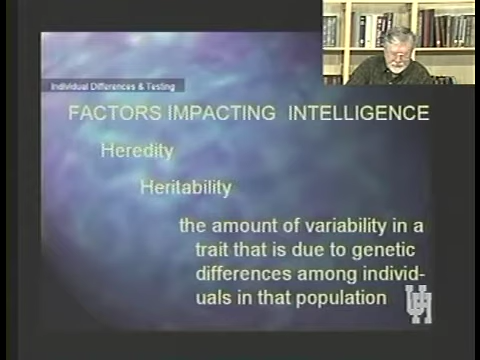 Individual Differences & Testing
FACTORS IMPACTING INTELLIGENCE
Heredity
Heritability
the amount of variability in a
trait that is due to genetic
differences among individ-
uals in that population
UH